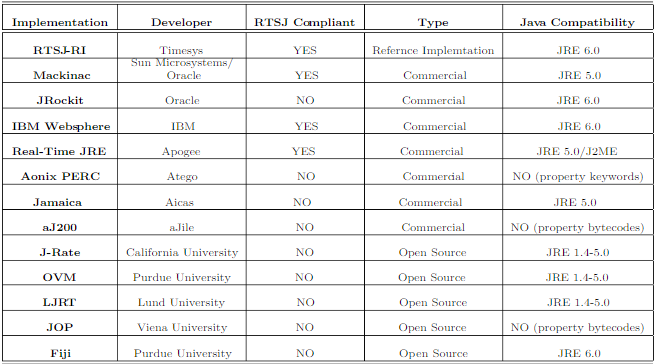 Implementation Developer RTSJ Compliant Type Java Compatibility
RTSJ-RI Timesys YES Refernce Implemtation JRE 6.0
Mackinac Sun Microsystems/ Oracle YES Commercial JRE 5.0
JRockit Oracle NO Commercial JRE 6.0
IBM Websphere IBM YES Commercial JRE 6.0
Real-Time JRE Apogee YES Commercial JRE 5.0/J2ME
Aonix PERC Atego NO Commercial NO (property keywords)
Jamaica Aicas NO Commercial JRE 5.0
aJ200 aJile NO Commercial NO (property bytecodes)
J-Rate California University NO Open Source JRE 1.4-5.0
OVM Purdue University NO Open Source JRE 1.4-5.0
LJRT Lund University NO Open Source JRE 1.4-5.0
JOP Viena University NO Open Source NO (property bytecodes)
Fiji Purdue University NO Open Source JRE 6.0